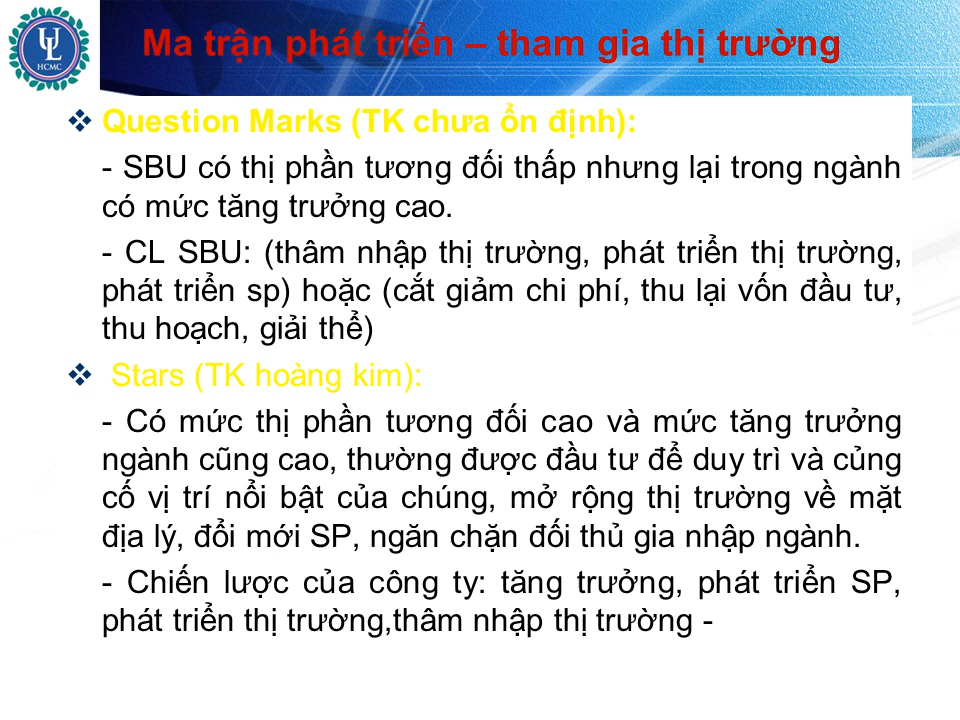 UL
HCMC
Ma trận phát triển – tham gia thị trường
❖ Question Marks (TK chưa ổn định):
- SBU có thị phần tương đối thấp nhưng lại trong ngành
có mức tăng trưởng cao.
- CL SBU: (thâm nhập thị trường, phát triển thị trường,
phát triển sp) hoặc (cắt giảm chi phí, thu lại vốn đầu tư,
thu hoạch, giải thể)
❖ Stars (TK hoàng kim):
- Có mức thị phần tương đối cao và mức tăng trưởng
ngành cũng cao, thường được đầu tư để duy trì và củng
cố vị trí nổi bật của chúng, mở rộng thị trường về mặt
địa lý, đổi mới SP, ngăn chặn đối thủ gia nhập ngành.
- Chiến lược của công ty: tăng trưởng, phát triển SP,
phát triển thị trường,thâm nhập thị trường -